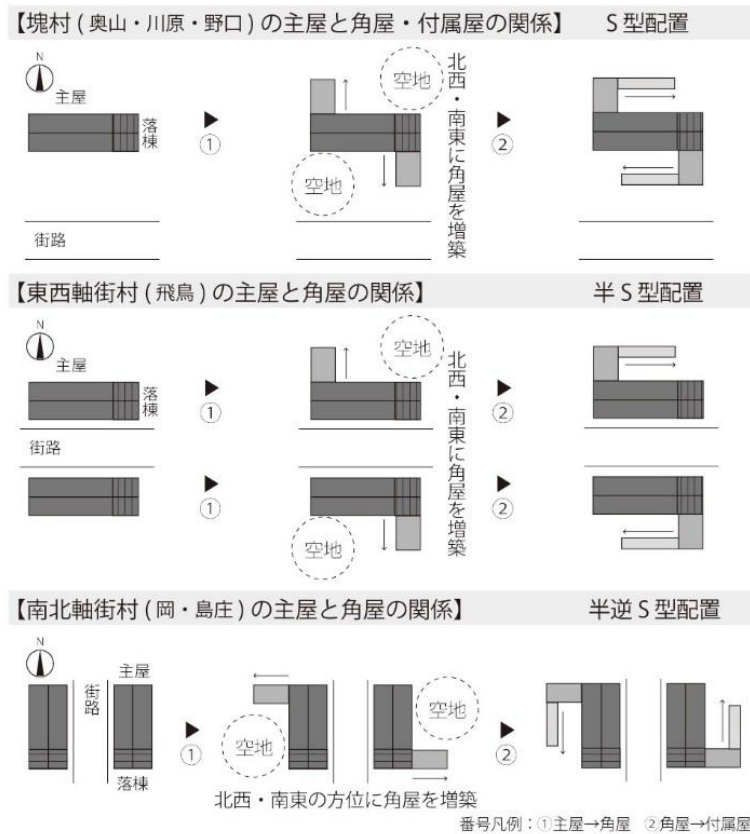 【塊村(奥山・川原・野口)の主屋と角屋・付属屋の関係】 S型配置
N
主屋
落棟
①
空地
空地
北西・南東に角屋を増築
②
街路
【東西軸街村(飛鳥)の主屋と角屋の関係】 半S型配置
N
主屋
落棟
①
空地
②
街路
北西・南東に角屋を増築
①
空地
②
【南北軸街村(岡・島庄)の主屋と角屋の関係】 半逆S型配置
N
街路
主屋
落棟
①
空地
空地
②
北西・南東の方位に角屋を増築
番号凡例：①主屋→角屋 ②角屋→付属屋